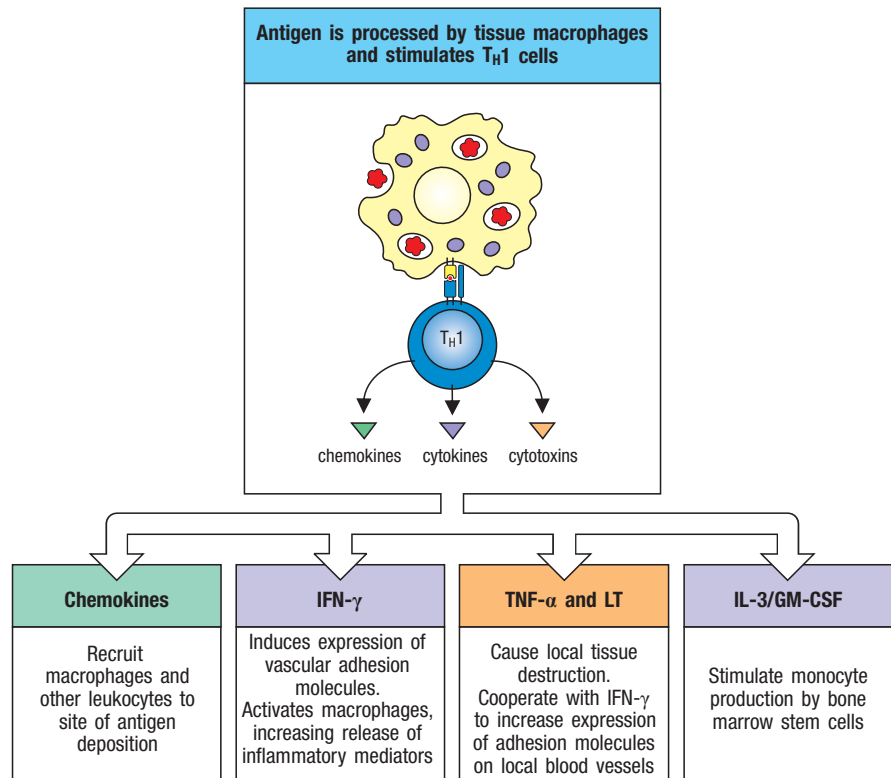 Antigen is processed by tissue macrophages
and stimulates TH1 cells
TH1
chemokines
cytokines
cytotoxins
Chemokines
Recruit
macrophages and
other leukocytes to
site of antigen
deposition
IFN-γ
Induces expression of
vascular adhesion
molecules.
Activates macrophages,
increasing release of
inflammatory mediators
TNF-α and LT
Cause local tissue
destruction.
Cooperate with IFN-γ
to increase expression
of adhesion molecules
on local blood vessels
IL-3/GM-CSF
Stimulate monocyte
production by bone
marrow stem cells